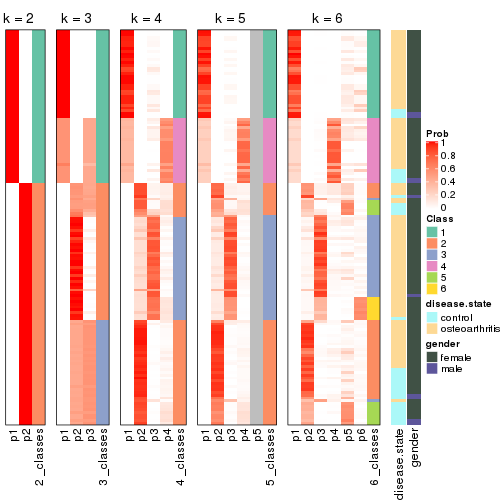 k = 2 k = 3 k = 4 k = 5 k = 6
Prob
1
0.8
0.6
0.4
0.2
0
Class
1
2
3
4
5
6
disease.state
control
osteoarthritis
gender
female
male
p1 p2 2_classes p1 p2 p3 3_classes p1 p2 p3 p4 4_classes p1 p2 p3 p4 p5 5_classes p1 p2 p3 p4 p5 p6 6_classes disease.state gender